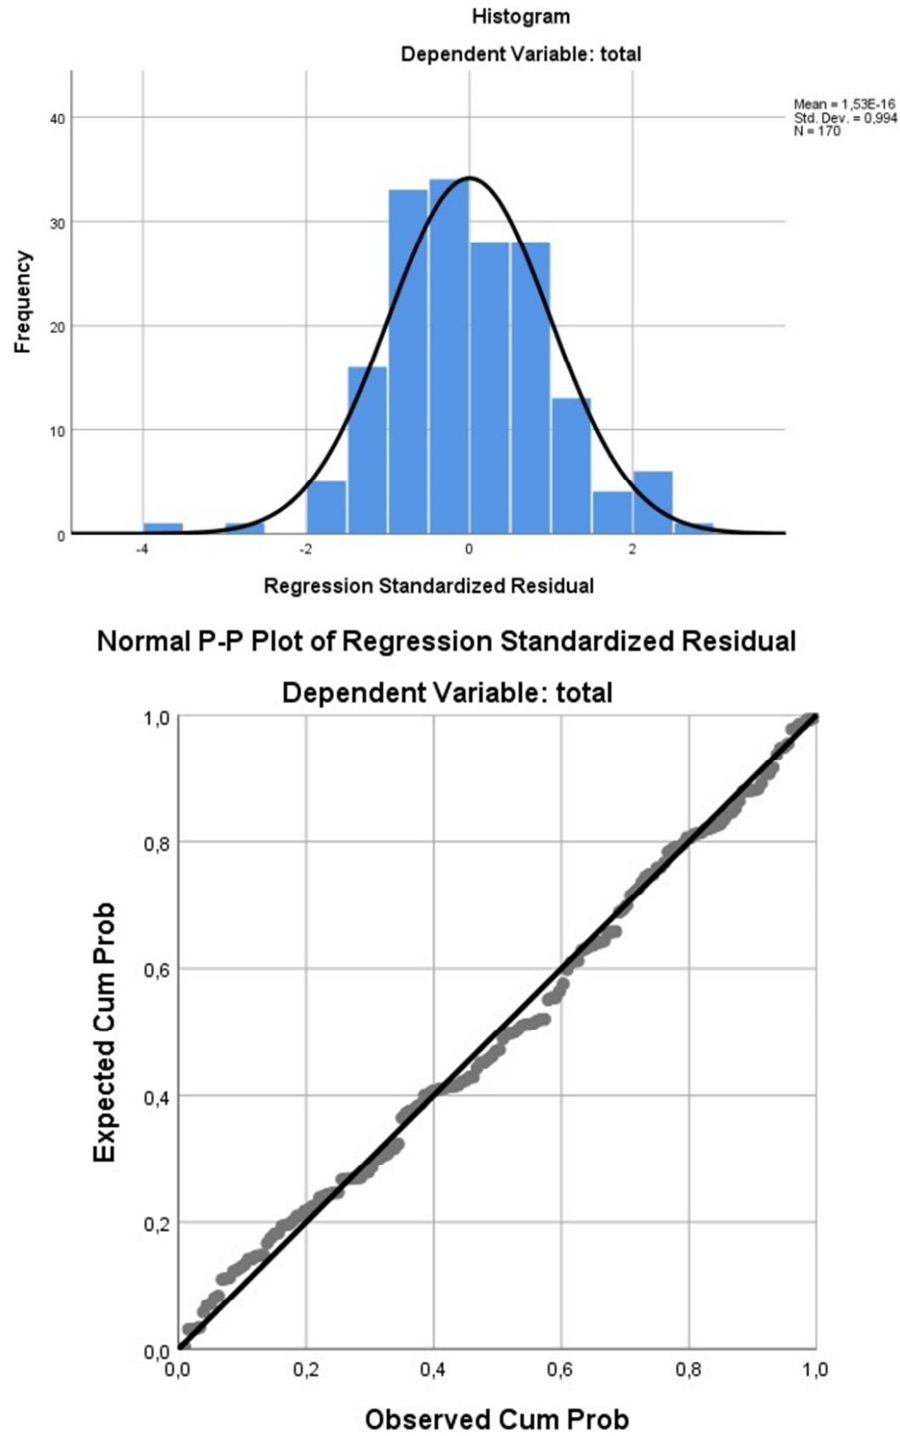 Histogram
Dependent Variable: total
Mean = 1,53E-16
Std. Dev. = 0,994
N = 170
Frequency
40
30
20
10
0
-4 -2 0 2
Regression Standardized Residual
Normal P-P Plot of Regression Standardized Residual
Dependent Variable: total
Expected Cum Prob
1,0
0,8
0,6
0,4
0,2
0,0
0,0 0,2 0,4 0,6 0,8 1,0
Observed Cum Prob